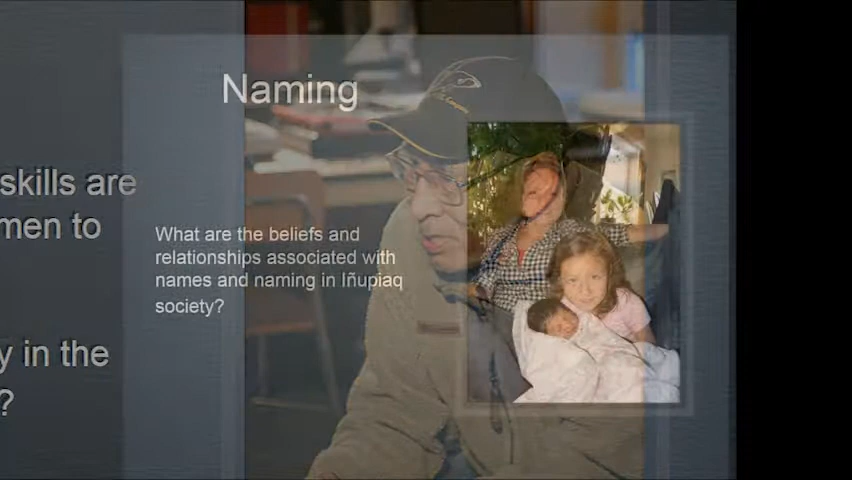 Naming
skills are
men to
What are the beliefs and
relationships associated with
names and naming in Iñupiaq
society?
y in the
?